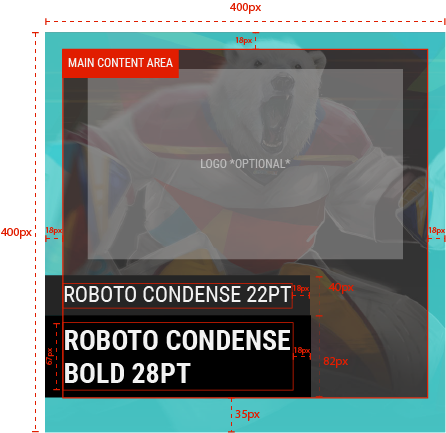 400px
18px
MAIN CONTENT AREA
LOGO *OPTIONAL*
400px
18px
18px
ROBOTO CONDENSE 22PT
18px
40px
ROBOTO CONDENSE
BOLD 28PT
67px
18px
82px
35px